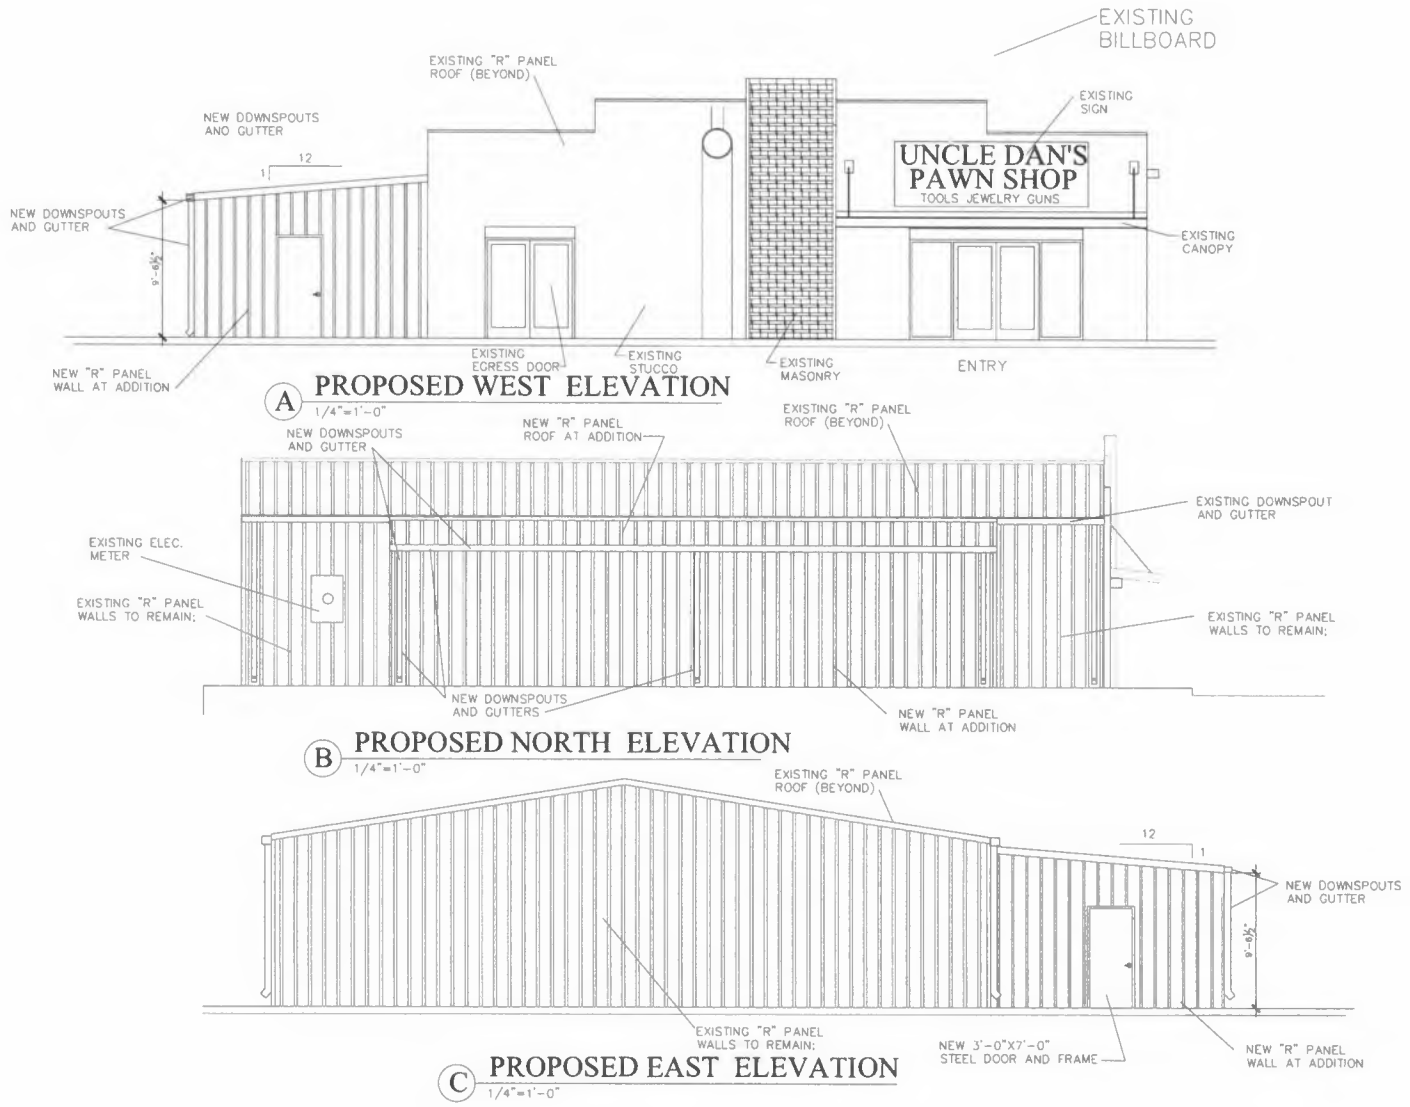 EXISTING
BILLBOARD
EXISTING "R" PANEL
ROOF (BEYOND)
EXISTING
SIGN
NEW DOWNSPOUTS
AND GUTTER
12
1
UNCLE DAN'S
PAWN SHOP
TOOLS JEWELRY GUNS
NEW DOWNSPOUTS
AND GUTTER
EXISTING
CANOPY
9'-6½"
EXISTING
EGRESS DOOR
EXISTING
STUCCO
EXISTING
MASONRY
ENTRY
NEW "R" PANEL
WALL AT ADDITION
A PROPOSED WEST ELEVATION
1/4"=1'-0"
NEW DOWNSPOUTS
AND GUTTER
NEW "R" PANEL
ROOF AT ADDITION
EXISTING "R" PANEL
ROOF (BEYOND)
EXISTING DOWNSPOUT
AND GUTTER
EXISTING ELEC.
METER
EXISTING "R" PANEL
WALLS TO REMAIN;
EXISTING "R" PANEL
WALLS TO REMAIN;
NEW DOWNSPOUTS
AND GUTTERS
NEW "R" PANEL
WALL AT ADDITION
B PROPOSED NORTH ELEVATION
1/4"=1'-0"
EXISTING "R" PANEL
ROOF (BEYOND)
12
1
NEW DOWNSPOUTS
AND GUTTER
9'-6½"
EXISTING "R" PANEL
WALLS TO REMAIN;
NEW 3'-0"X7'-0"
STEEL DOOR AND FRAME
NEW "R" PANEL
WALL AT ADDITION
C PROPOSED EAST ELEVATION
1/4"=1'-0"